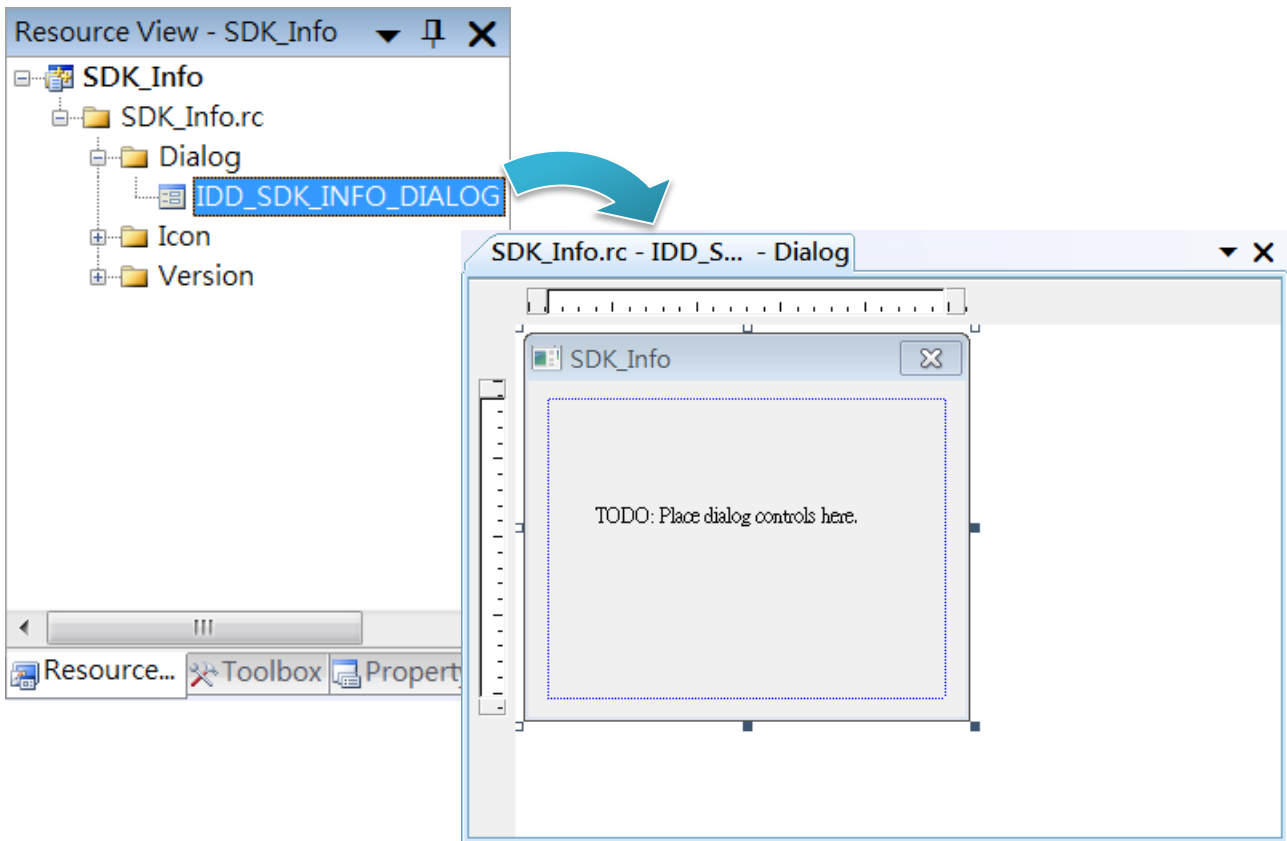 Resource View - SDK_Info
SDK_Info
SDK_Info.rc
Dialog
IDD_SDK_INFO_DIALOG
Icon
Version
Resource...
Toolbox
Property
SDK_Info.rc - IDD_S... - Dialog
SDK_Info
TODO: Place dialog controls here.